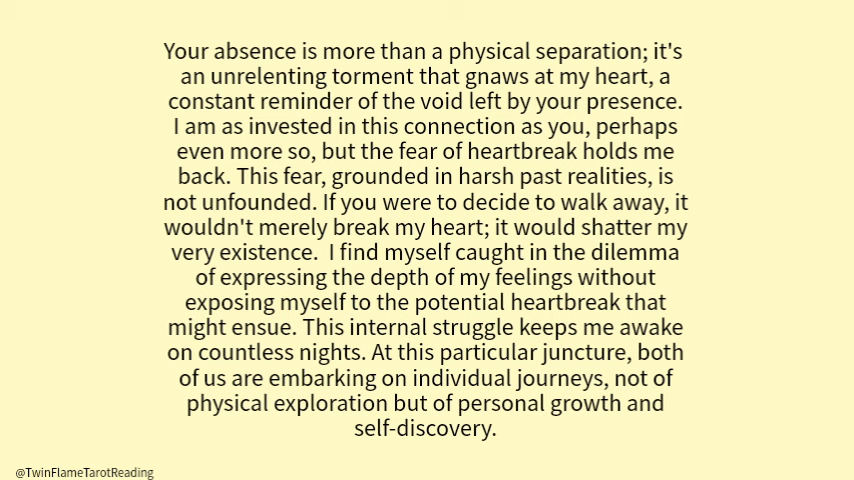 Your absence is more than a physical separation; it's
an unrelenting torment that gnaws at my heart, a
constant reminder of the void left by your presence.
I am as invested in this connection as you, perhaps
even more so, but the fear of heartbreak holds me
back. This fear, grounded in harsh past realities, is
not unfounded. If you were to decide to walk away, it
wouldn't merely break my heart; it would shatter my
very existence.  I find myself caught in the dilemma
of expressing the depth of my feelings without
exposing myself to the potential heartbreak that
might ensue. This internal struggle keeps me awake
on countless nights. At this particular juncture, both
of us are embarking on individual journeys, not of
physical exploration but of personal growth and
self-discovery.
@TwinFlameTarotReading